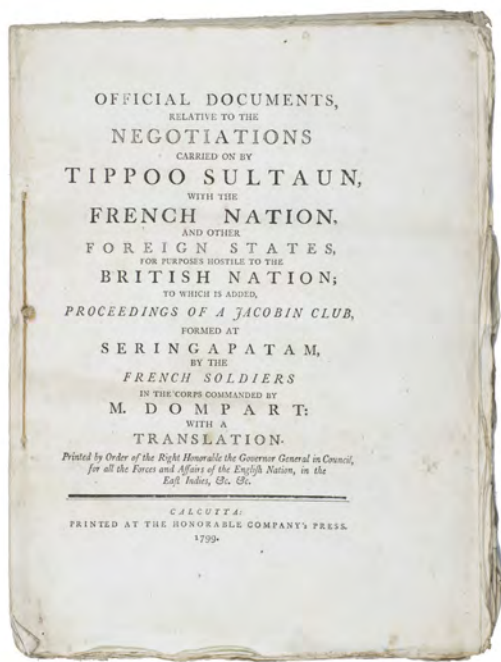 OFFICIAL DOCUMENTS,
RELATIVE TO THE
NEGOTIATIONS
CARRIED ON BY
TIPPOO SULTAUN,
WITH THE
FRENCH NATION,
AND OTHER
FOREIGN STATES,
FOR PURPOSES HOSTILE TO THE
BRITISH NATION;
TO WHICH IS ADDED,
PROCEEDINGS OF A JACOBIN CLUB,
FORMED AT
SERINGAPATAM,
BY THE
FRENCH SOLDIERS
IN THE CORPS COMMANDED BY
M. DOMPART:
WITH A
TRANSLATION.
Printed by Order of the Right Honorable the Governor General in Council,
for all the Forces and Affairs of the Engliſh Nation, in the
Eaſt Indies, &c. &c.
CALCUTTA:
PRINTED AT THE HONORABLE COMPANY'S PRESS.
1799.